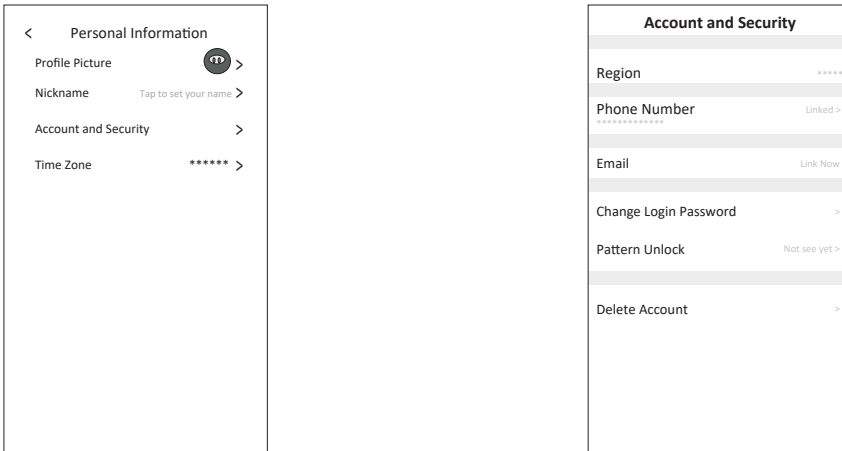 < Personal Information
Profile Picture >
Nickname Tap to set your name >
Account and Security >
Time Zone ****** >
Account and Security
Region *****
Phone Number Linked >
*************
Email Link Now
Change Login Password >
Pattern Unlock Not see yet >
Delete Account >